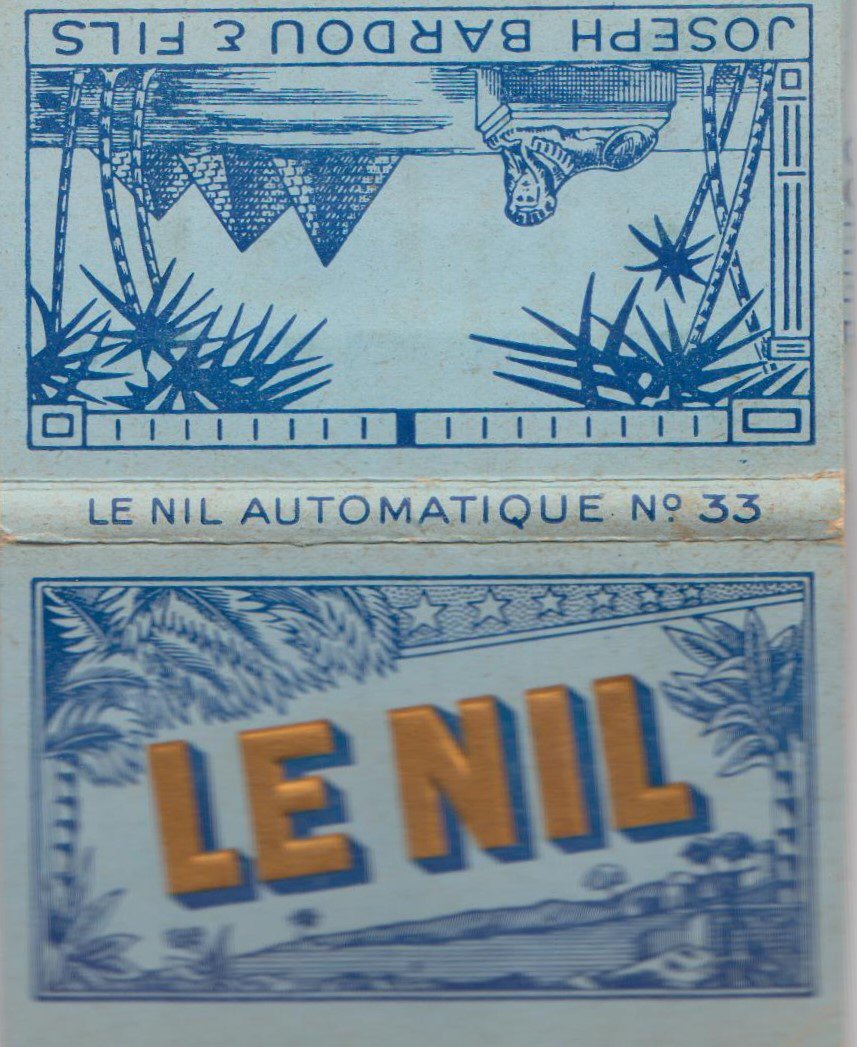 JOSEPH BARDOU & FILS
LE NIL AUTOMATIQUE Nº 33
LE NIL